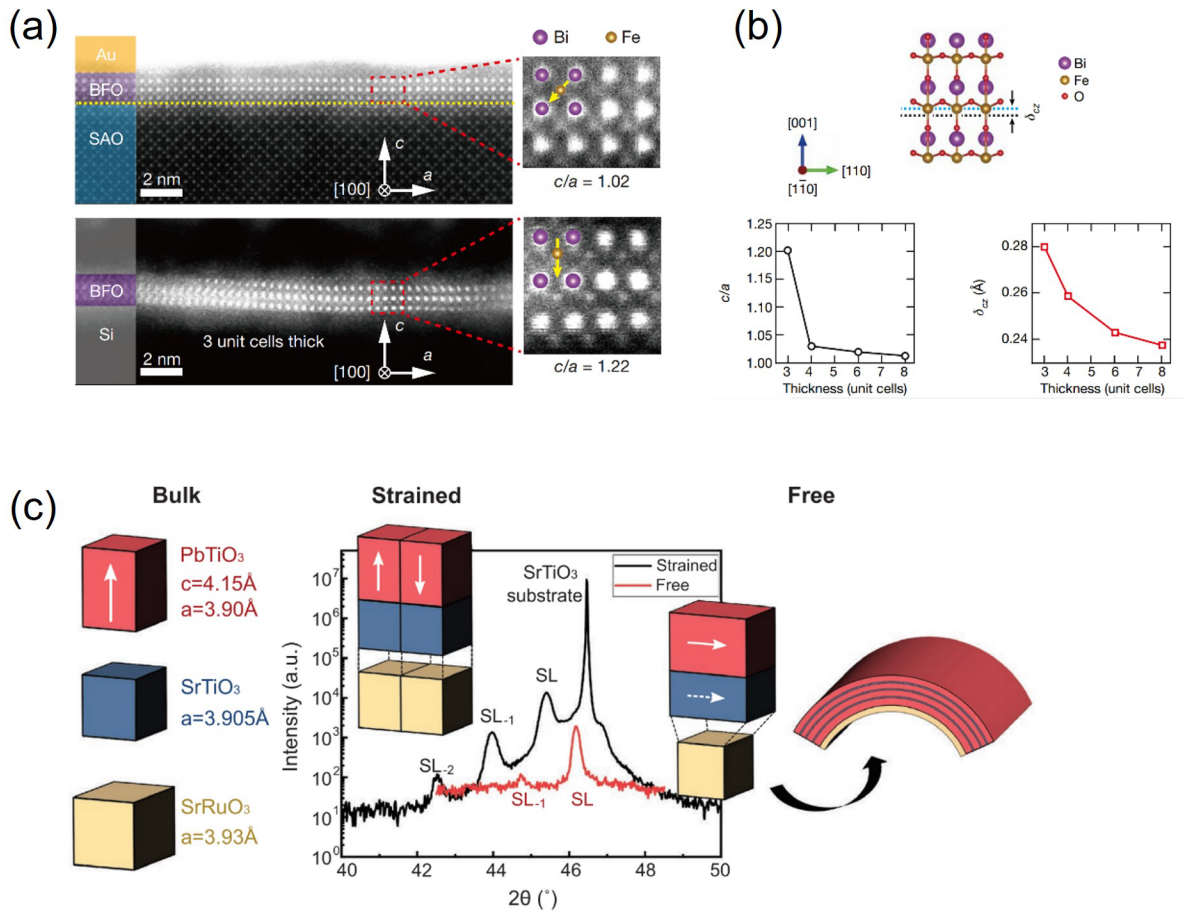 (a)
Au
BFO
SAO
2 nm
c
[100]
a
Bi
Fe
c/a = 1.02
BFO
Si
2 nm
3 unit cells thick
c
[100]
a
c/a = 1.22
(b)
Bi
Fe
O
δcz
[001]
[110]
[11̄0]
c/a
1.25
1.20
1.15
1.10
1.05
1.00
3 4 5 6 7 8
Thickness (unit cells)
δcz (Å)
0.28
0.26
0.24
3 4 5 6 7 8
Thickness (unit cells)
(c)
Bulk
Strained
Free
PbTiO₃
c=4.15Å
a=3.90Å
SrTiO₃
a=3.905Å
SrRuO₃
a=3.93Å
Intensity (a.u.)
10⁷
10⁶
10⁵
10⁴
10³
10²
10¹
10⁰
SrTiO₃
substrate
Strained
Free
SL
SL₋₁
SL₋₂
SL₋₁
SL
40 42 44 46 48 50
2θ (°)